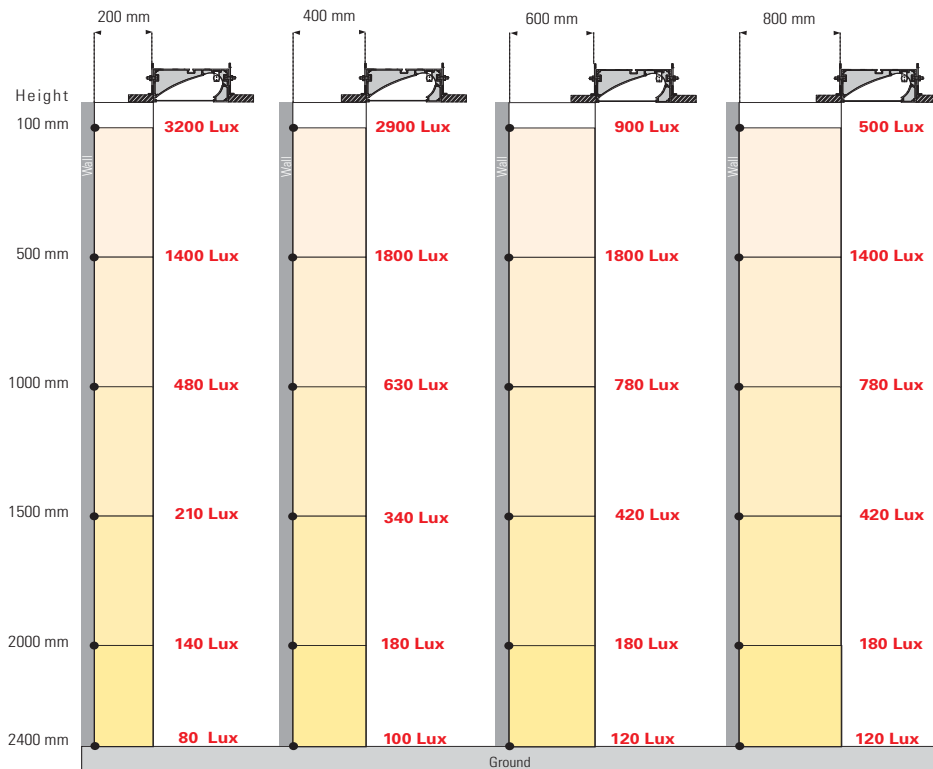 200 mm 400 mm 600 mm 800 mm
Height
100 mm 3200 Lux 2900 Lux 900 Lux 500 Lux
Wall Wall Wall Wall
500 mm 1400 Lux 1800 Lux 1800 Lux 1400 Lux
1000 mm 480 Lux 630 Lux 780 Lux 780 Lux
1500 mm 210 Lux 340 Lux 420 Lux 420 Lux
2000 mm 140 Lux 180 Lux 180 Lux 180 Lux
2400 mm 80 Lux 100 Lux 120 Lux 120 Lux
Ground